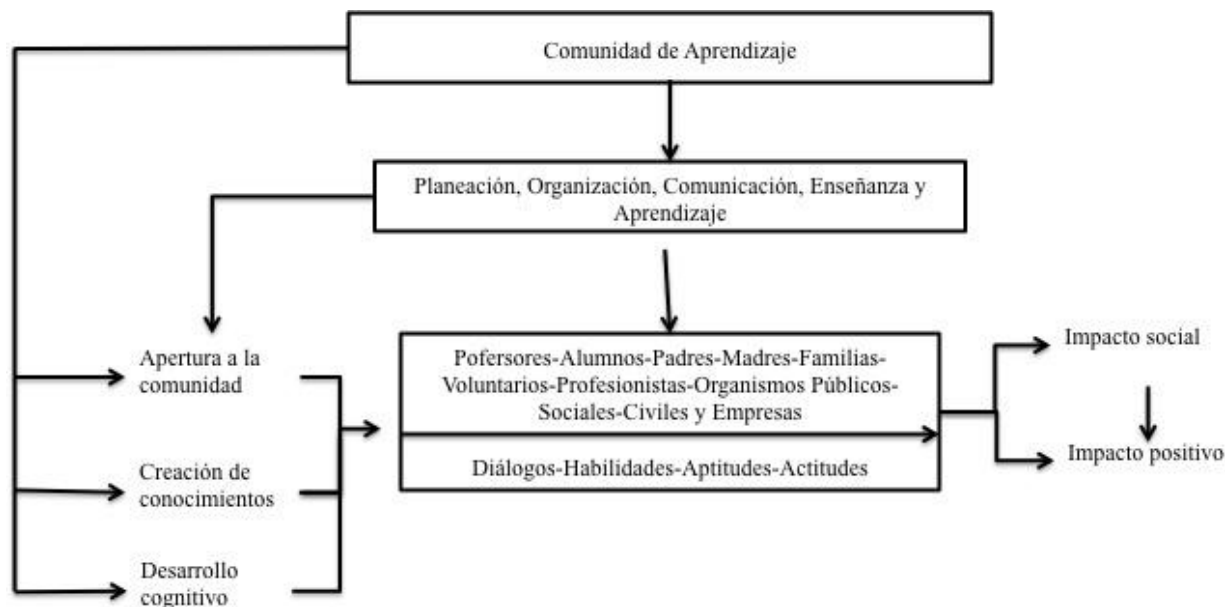 Comunidad de Aprendizaje
Planeación, Organización, Comunicación, Enseñanza y
Aprendizaje
Apertura a la
comunidad
Pofersores-Alumnos-Padres-Madres-Familias-
Voluntarios-Profesionistas-Organismos Públicos-
Sociales-Civiles y Empresas
Diálogos-Habilidades-Aptitudes-Actitudes
Impacto social
Impacto positivo
Creación de
conocimientos
Desarrollo
cognitivo